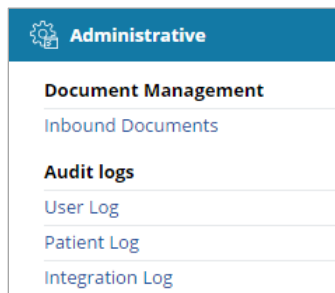 Administrative
Document Management
Inbound Documents
Audit logs
User Log
Patient Log
Integration Log